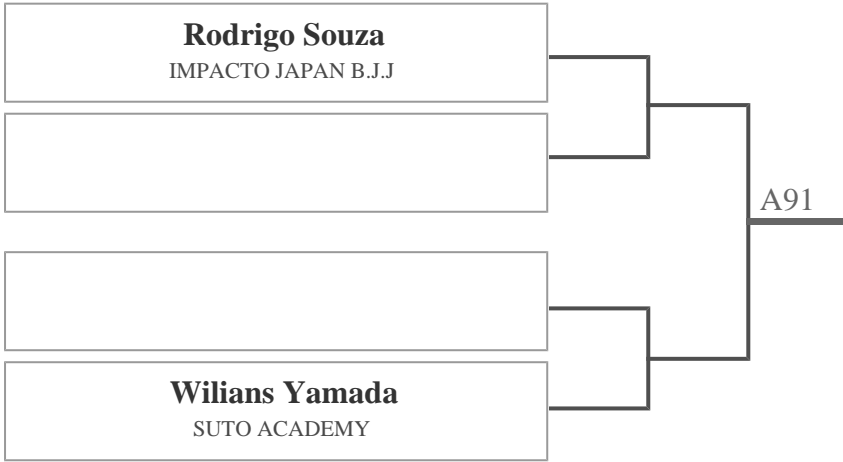 Rodrigo Souza
IMPACTO JAPAN B.J.J
A91
Wilians Yamada
SUTO ACADEMY